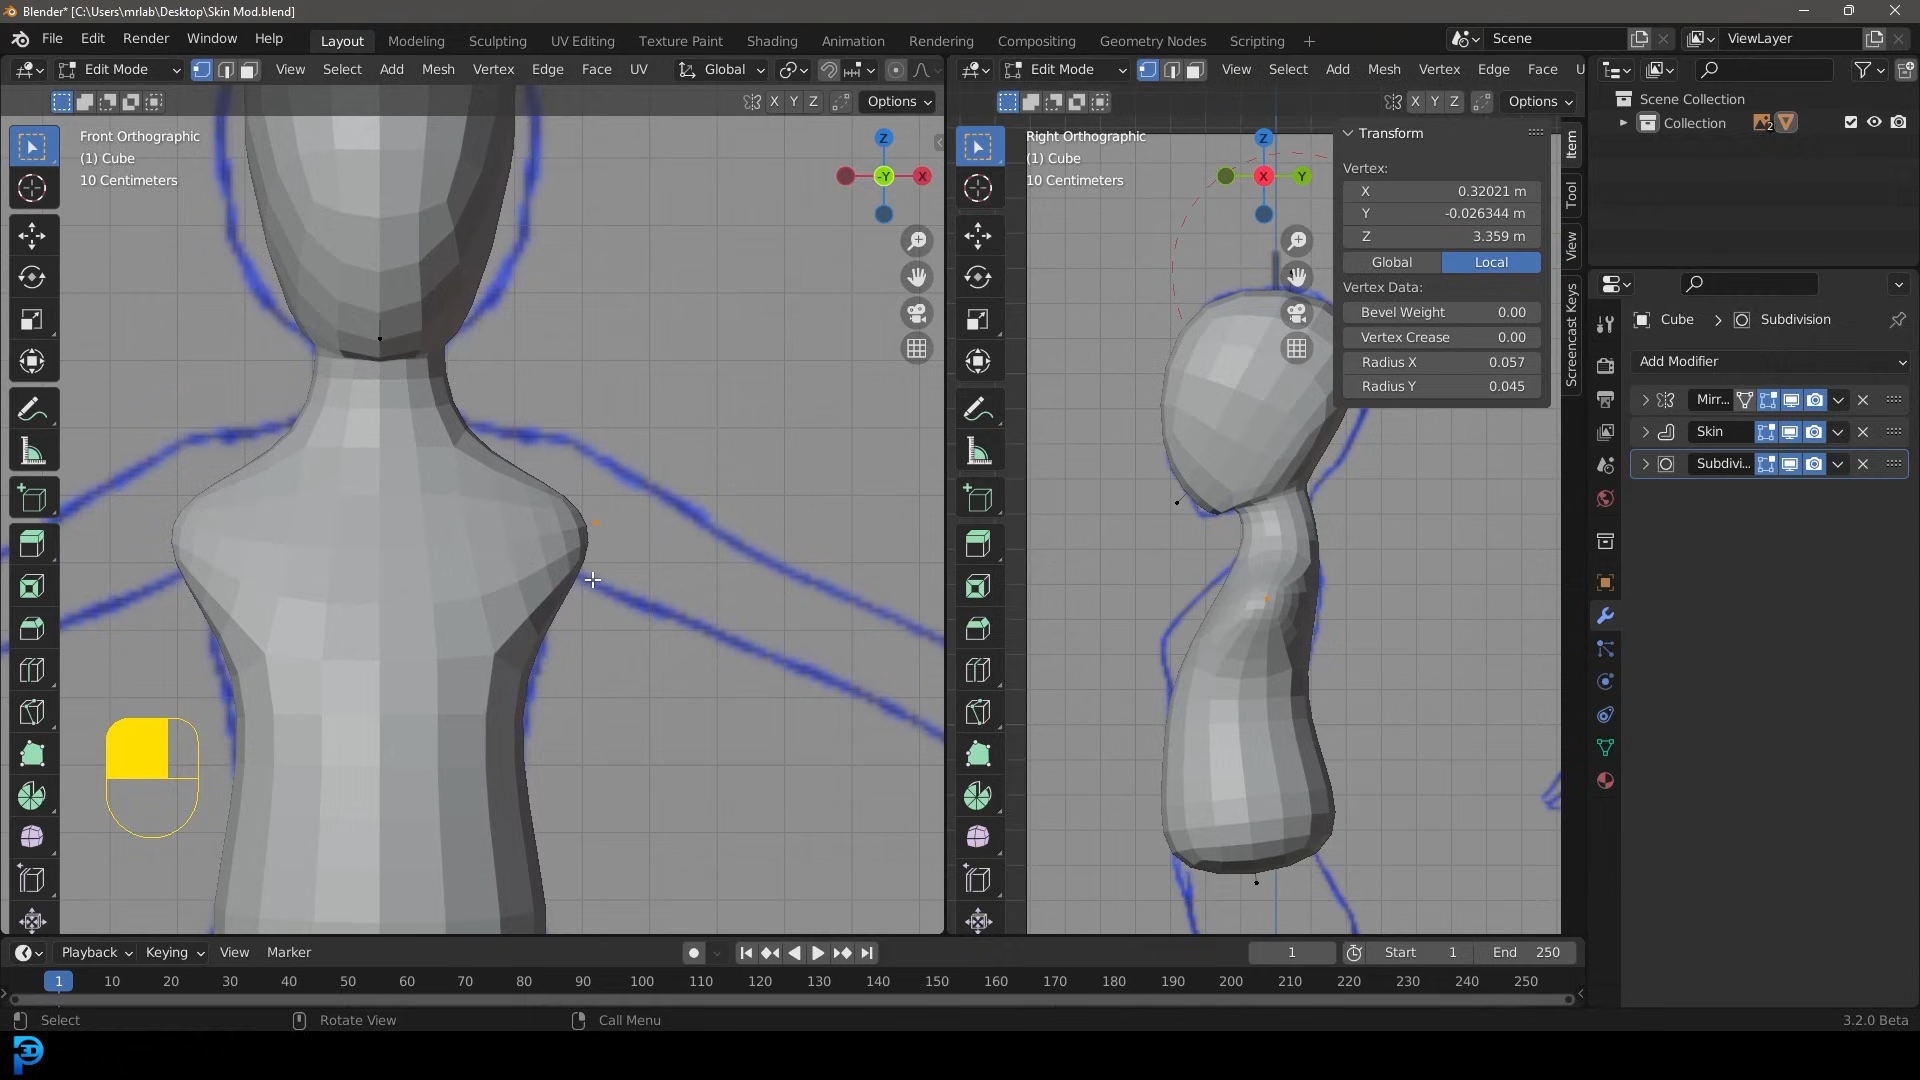 Blender* [C:\Users\mrlab\Desktop\Skin Mod.blend]
File Edit Render Window Help
Layout Modeling Sculpting UV Editing Texture Paint Shading Animation Rendering Compositing Geometry Nodes Scripting +
Scene
ViewLayer
Edit Mode View Select Add Mesh Vertex Edge Face UV Global
Edit Mode View Select Add Mesh Vertex Edge Face U
X Y Z Options
X Y Z Options
Front Orthographic
(1) Cube
10 Centimeters
Z
-Y
X
Right Orthographic
(1) Cube
10 Centimeters
Z
X
Y
Transform
Vertex:
X 0.32021 m
Y -0.026344 m
Z 3.359 m
Global Local
Vertex Data:
Bevel Weight 0.00
Vertex Crease 0.00
Radius X 0.057
Radius Y 0.045
Item
Tool
View
Screencast Keys
Scene Collection
Collection 2
Cube > Subdivision
Add Modifier
Mirr...
Skin
Subdivi...
Playback Keying View Marker
1 Start 1 End 250
1 10 20 30 40 50 60 70 80 90 100 110 120 130 140 150 160 170 180 190 200 210 220 230 240 250
Select Rotate View Call Menu 3.2.0 Beta
3D